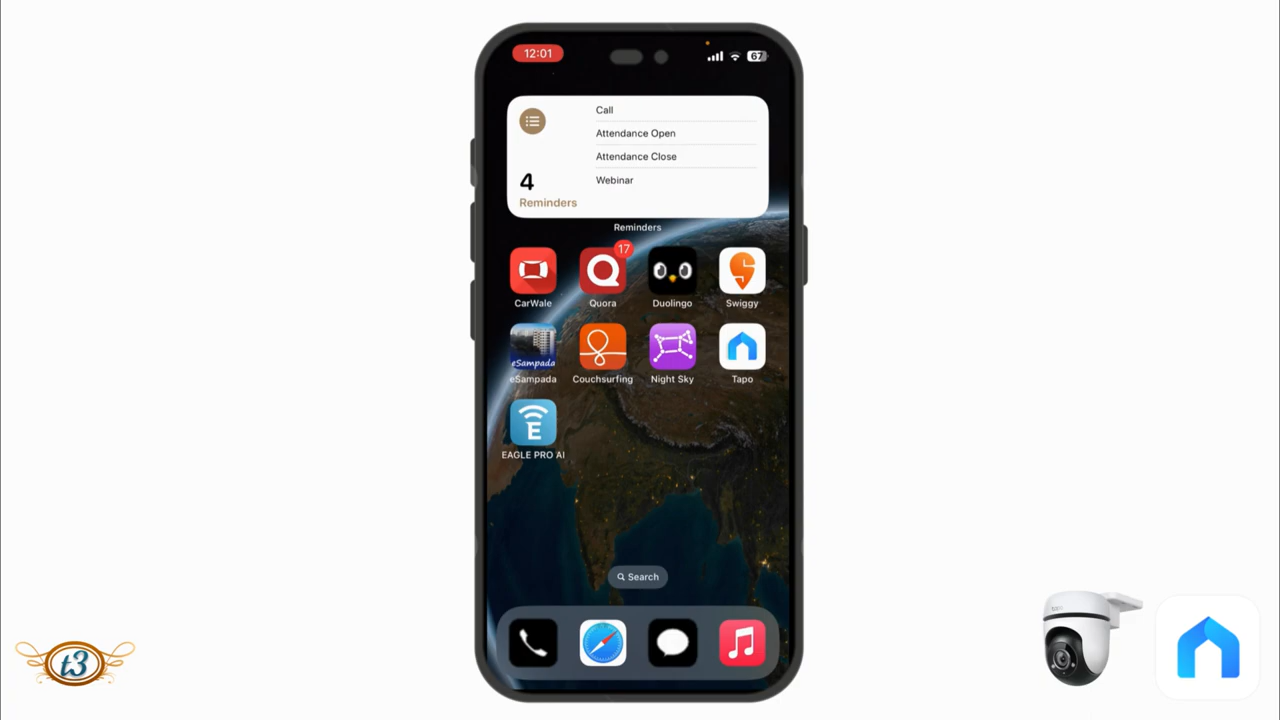 12:01
67
Call
Attendance Open
Attendance Close
4
Webinar
Reminders
Reminders
17
CarWale
Quora
Duolingo
Swiggy
eSampada
eSampada
Couchsurfing
Night Sky
Tapo
E
EAGLE PRO AI
Search
tapo
t3